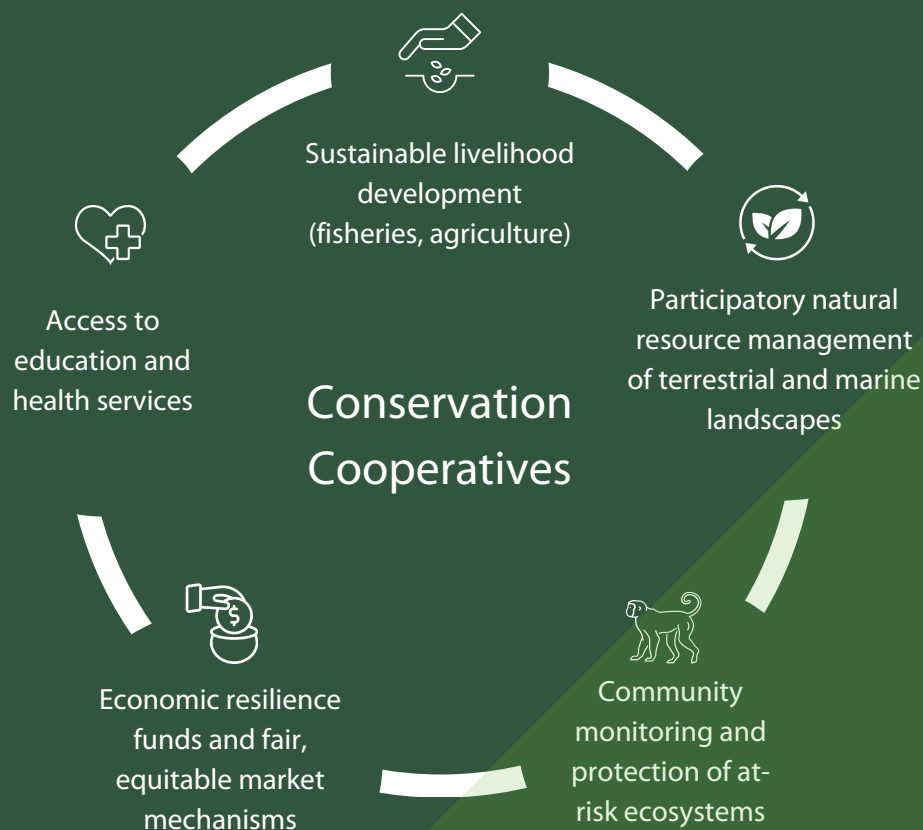 Sustainable livelihood
development
(fisheries, agriculture)
Participatory natural
resource management
of terrestrial and marine
landscapes
Access to
education and
health services
Conservation
Cooperatives
$
Economic resilience
funds and fair,
equitable market
mechanisms
Community
monitoring and
protection of at-
risk ecosystems